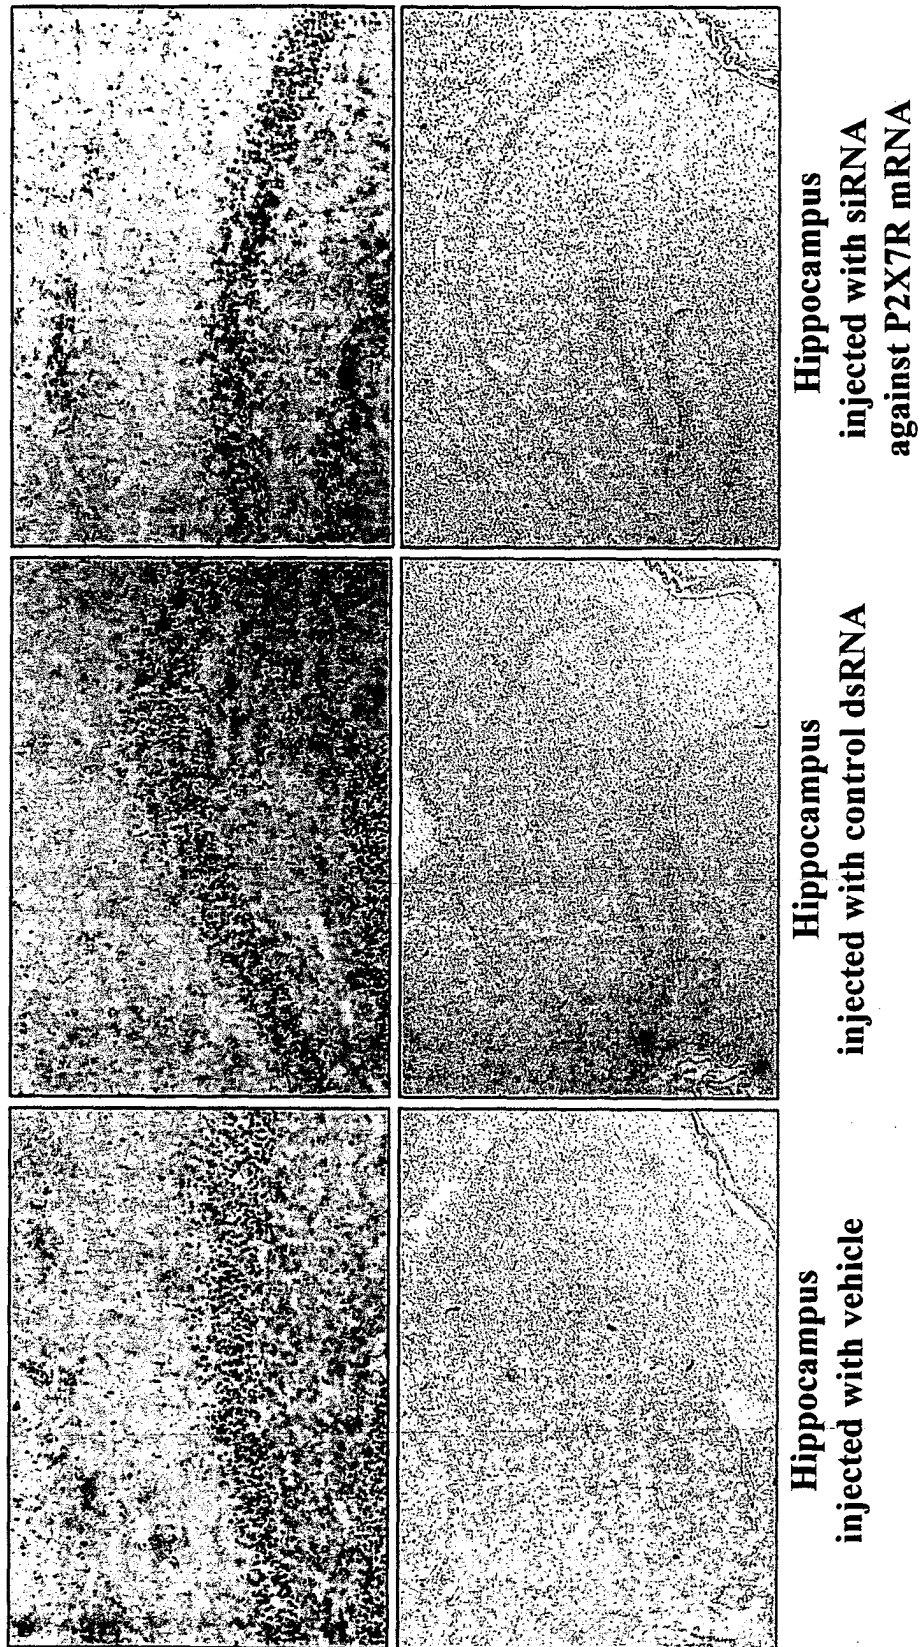 Hippocampus
injected with vehicle
Hippocampus
injected with control dsRNA
Hippocampus
injected with siRNA
against P2X7R mRNA